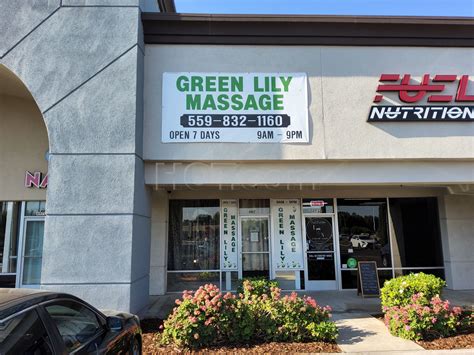 GREEN LILY
MASSAGE
559-832-1160
OPEN 7 DAYS 9AM - 9PM
FUEL
NUTRITION
NA
GREEN LILY
MASSAGE
GREEN LILY
MASSAGE